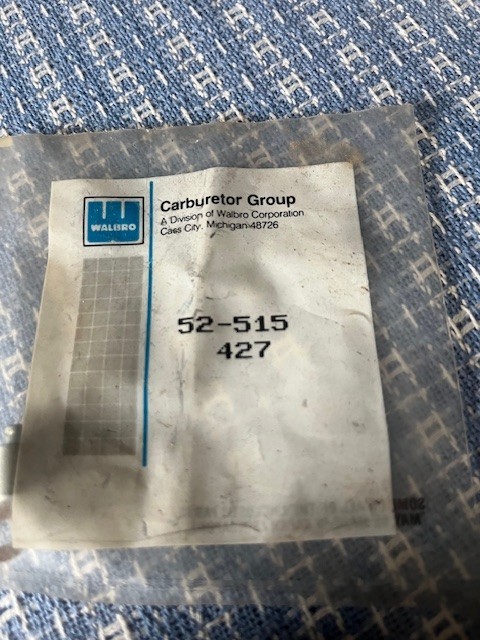 WALBRO
Carburetor Group
A Division of Walbro Corporation
Cass City, Michigan 48726
52-515
427